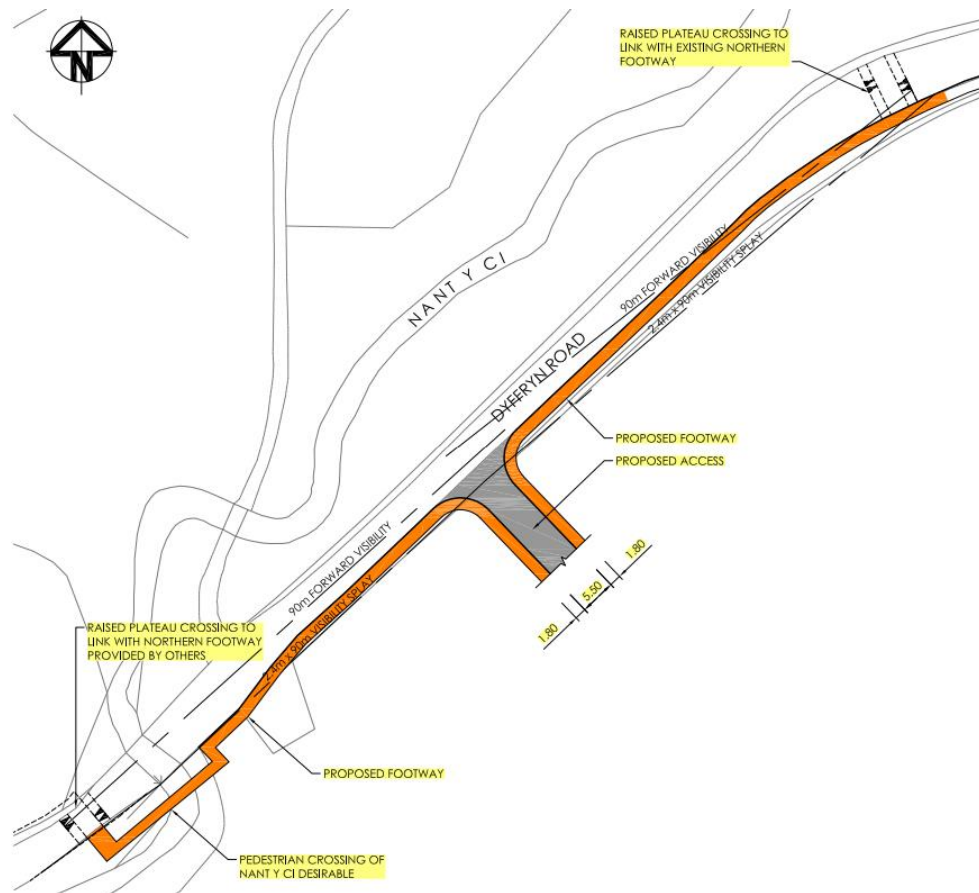 N
RAISED PLATEAU CROSSING TO
LINK WITH EXISTING NORTHERN
FOOTWAY
NANT Y CI
90m FORWARD VISIBILITY
2.4m x 90m VISIBILITY SPLAY
DYFFRYN ROAD
PROPOSED FOOTWAY
PROPOSED ACCESS
1.80
5.50
1.80
90m FORWARD VISIBILITY
2.4m x 90m VISIBILITY SPLAY
RAISED PLATEAU CROSSING TO
LINK WITH NORTHERN FOOTWAY
PROVIDED BY OTHERS
PROPOSED FOOTWAY
PEDESTRIAN CROSSING OF
NANT Y CI DESIRABLE